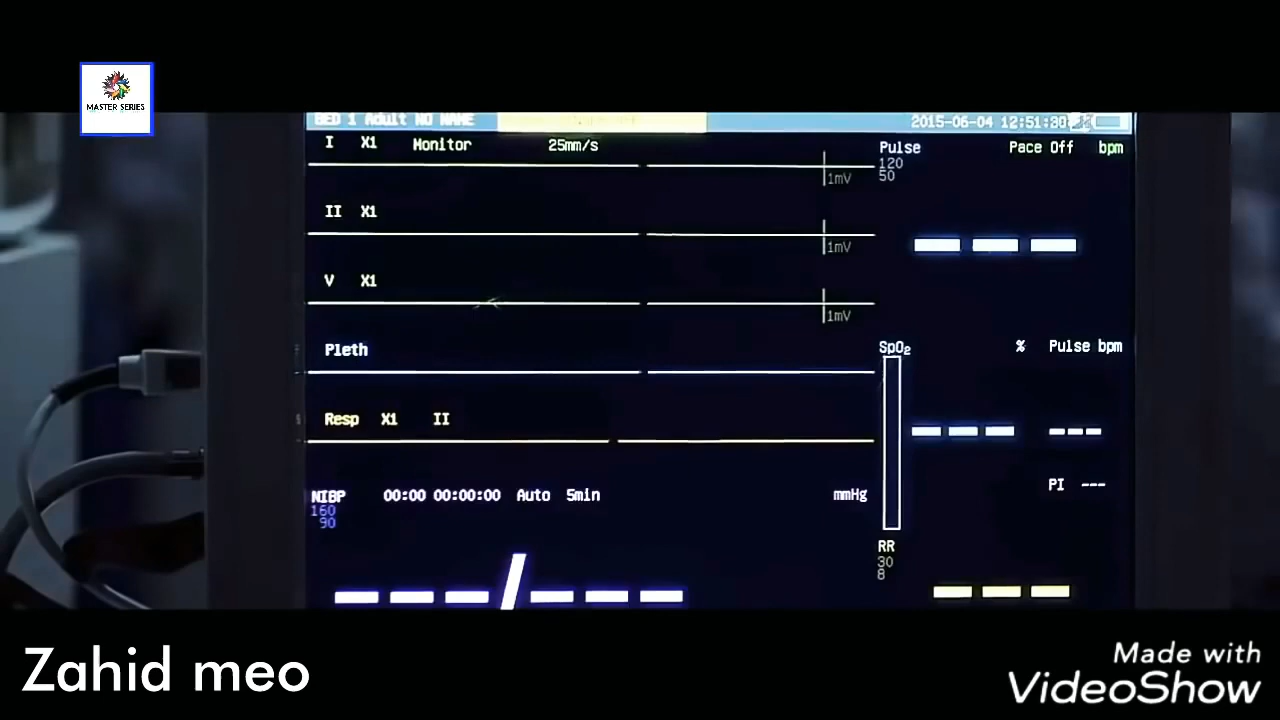 MASTER SERIES
BED 1 Adult NO NAME
2015-06-04 12:51:30
I X1 Monitor 25mm/s
1mV
Pulse Pace Off bpm
120
50
II X1
1mV
--- 
V X1
1mV
Pleth
SpO₂ % Pulse bpm
Resp X1 II
--- ---
PI ---
NIBP 00:00 00:00:00 Auto 5min mmHg
160
90
---/---
RR
30
8
---
Zahid meo
Made with
VideoShow